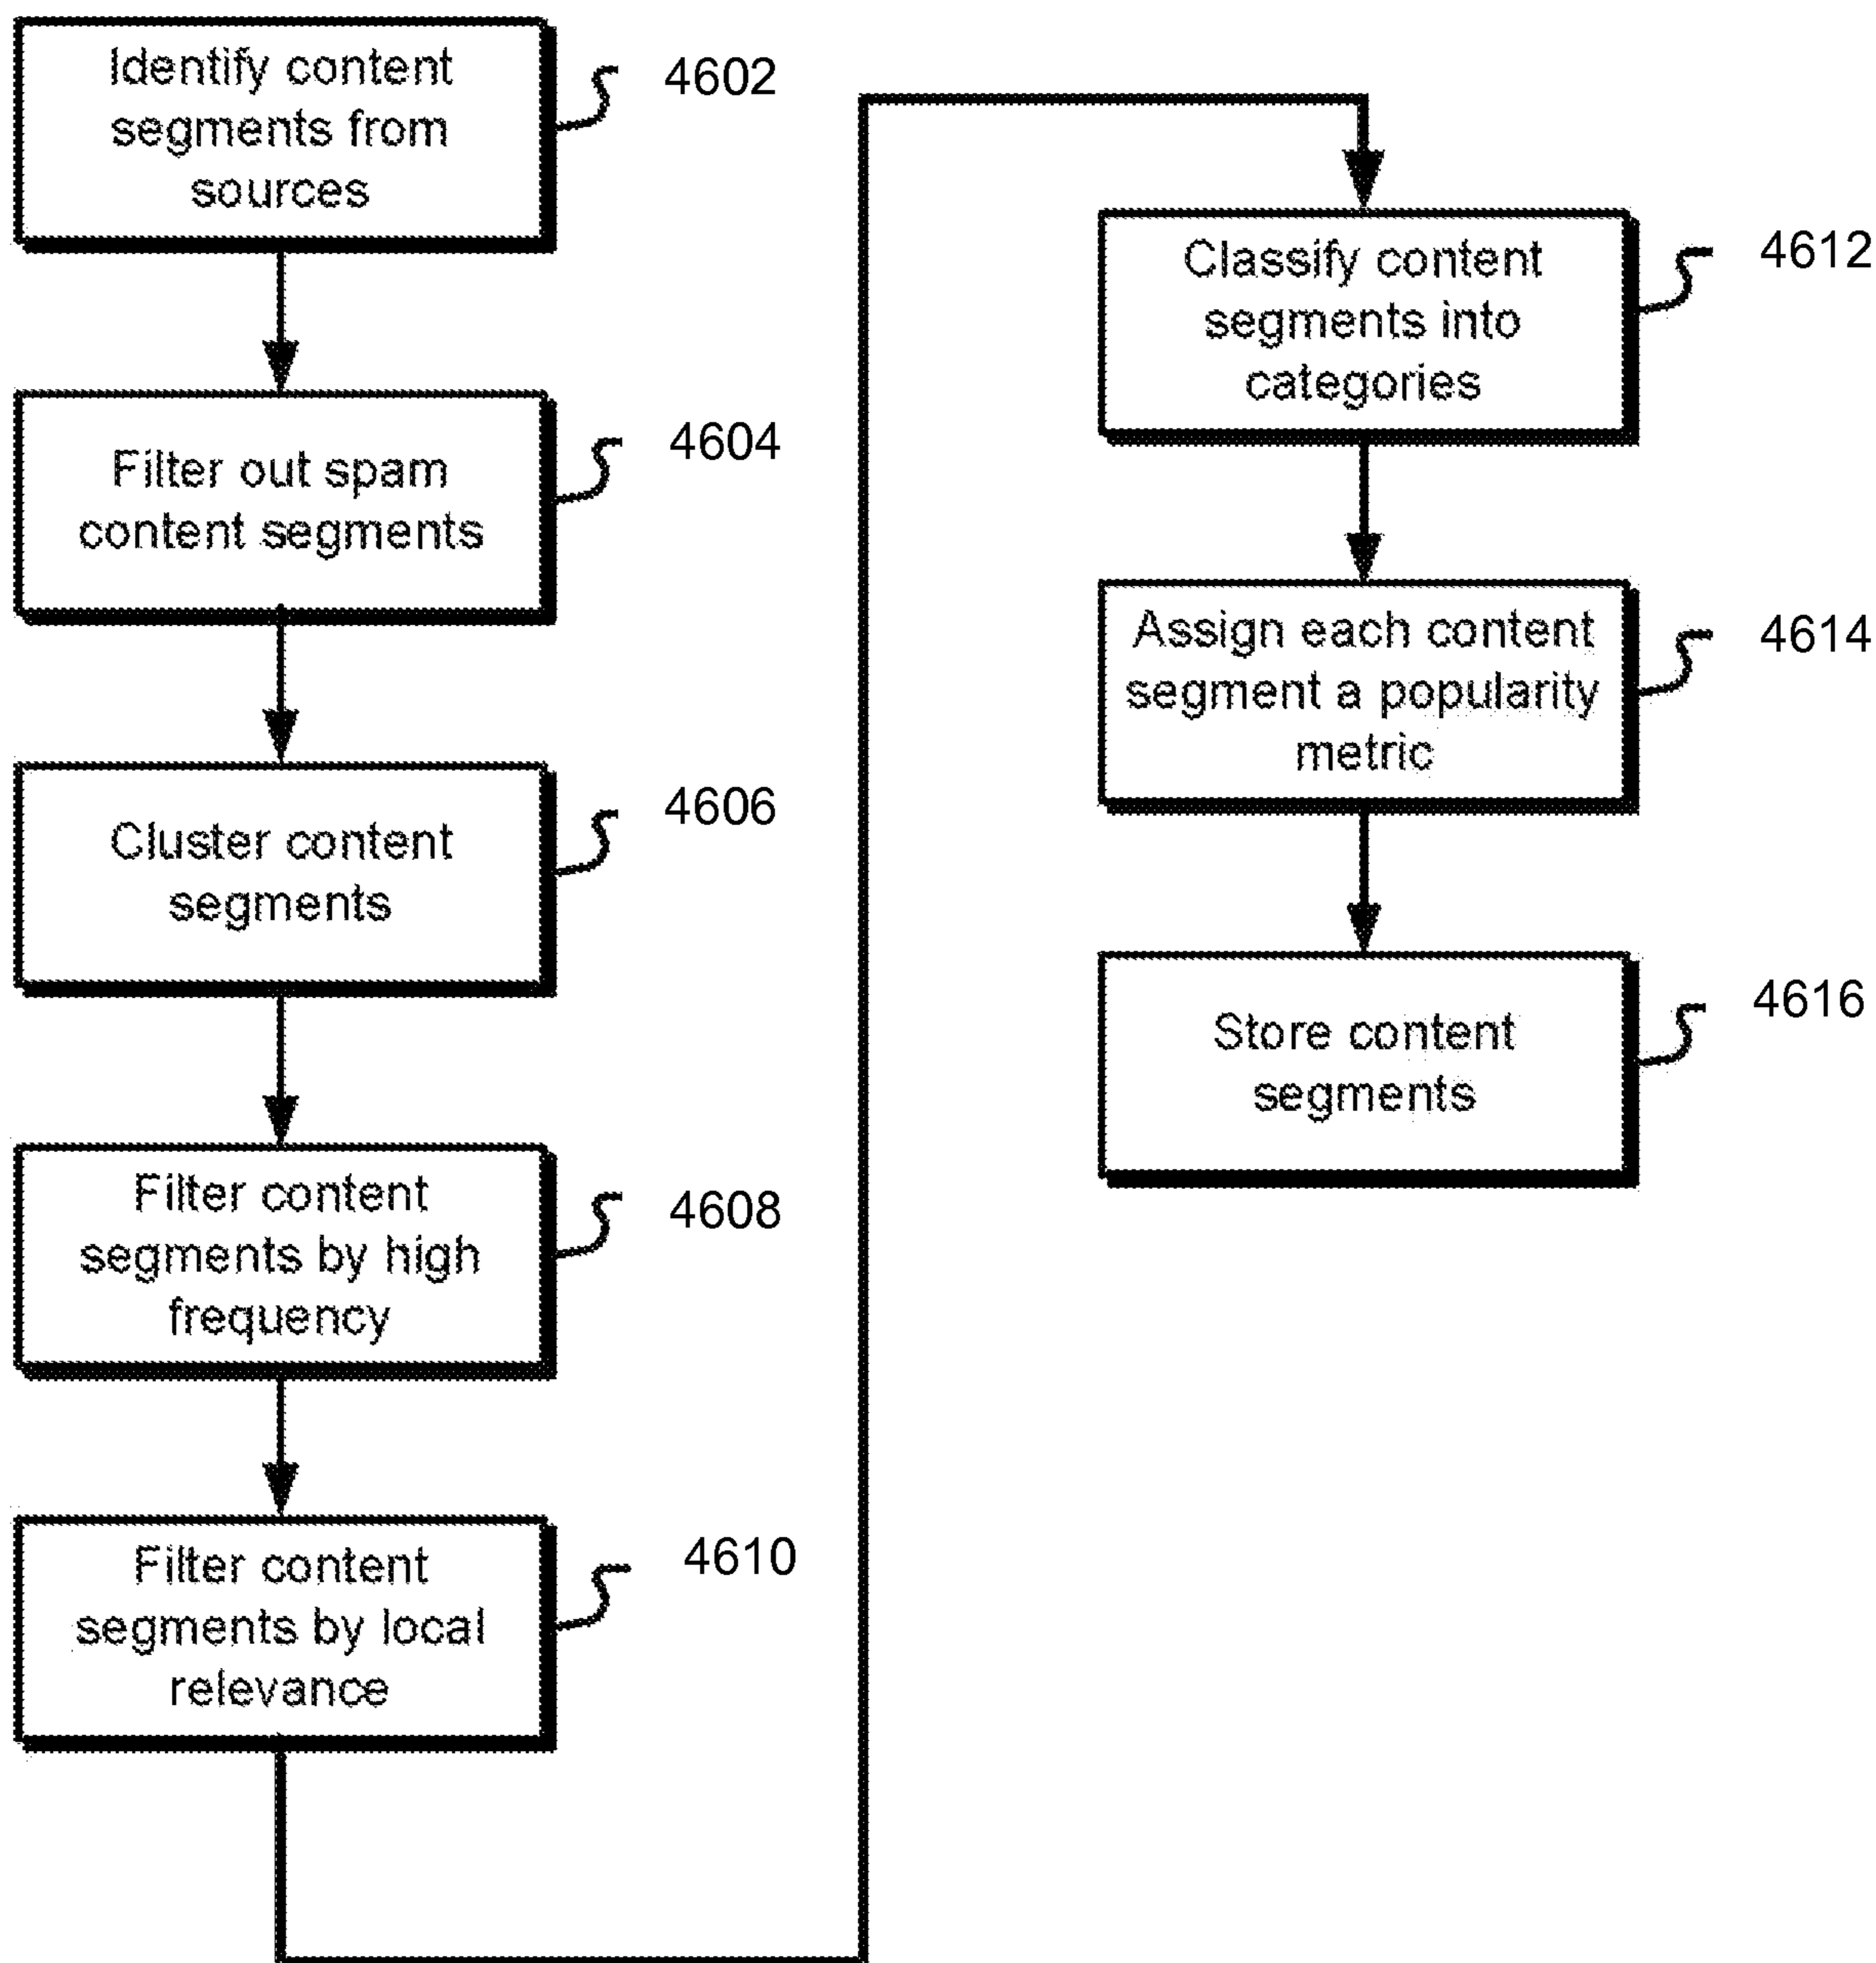 Identify content
segments from
sources
4602
Filter out spam
content segments
4604
Cluster content
segments
4606
Filter content
segments by high
frequency
4608
Filter content
segments by local
relevance
4610
Classify content
segments into
categories
4612
Assign each content
segment a popularity
metric
4614
Store content
segments
4616